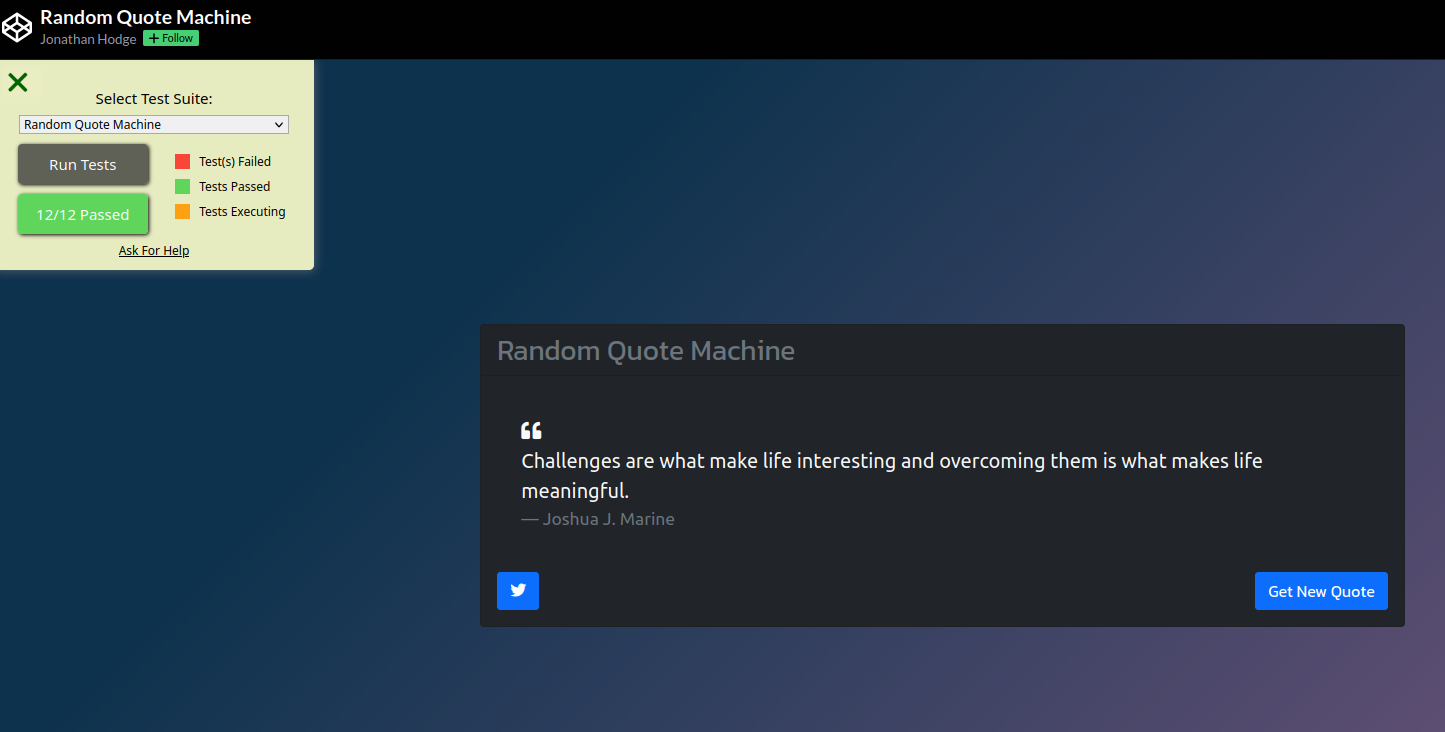 Random Quote Machine
Jonathan Hodge
+ Follow
Select Test Suite:
Random Quote Machine
Run Tests
Test(s) Failed
Tests Passed
12/12 Passed
Tests Executing
Ask For Help
Random Quote Machine
❝
Challenges are what make life interesting and overcoming them is what makes life
meaningful.
— Joshua J. Marine
Get New Quote